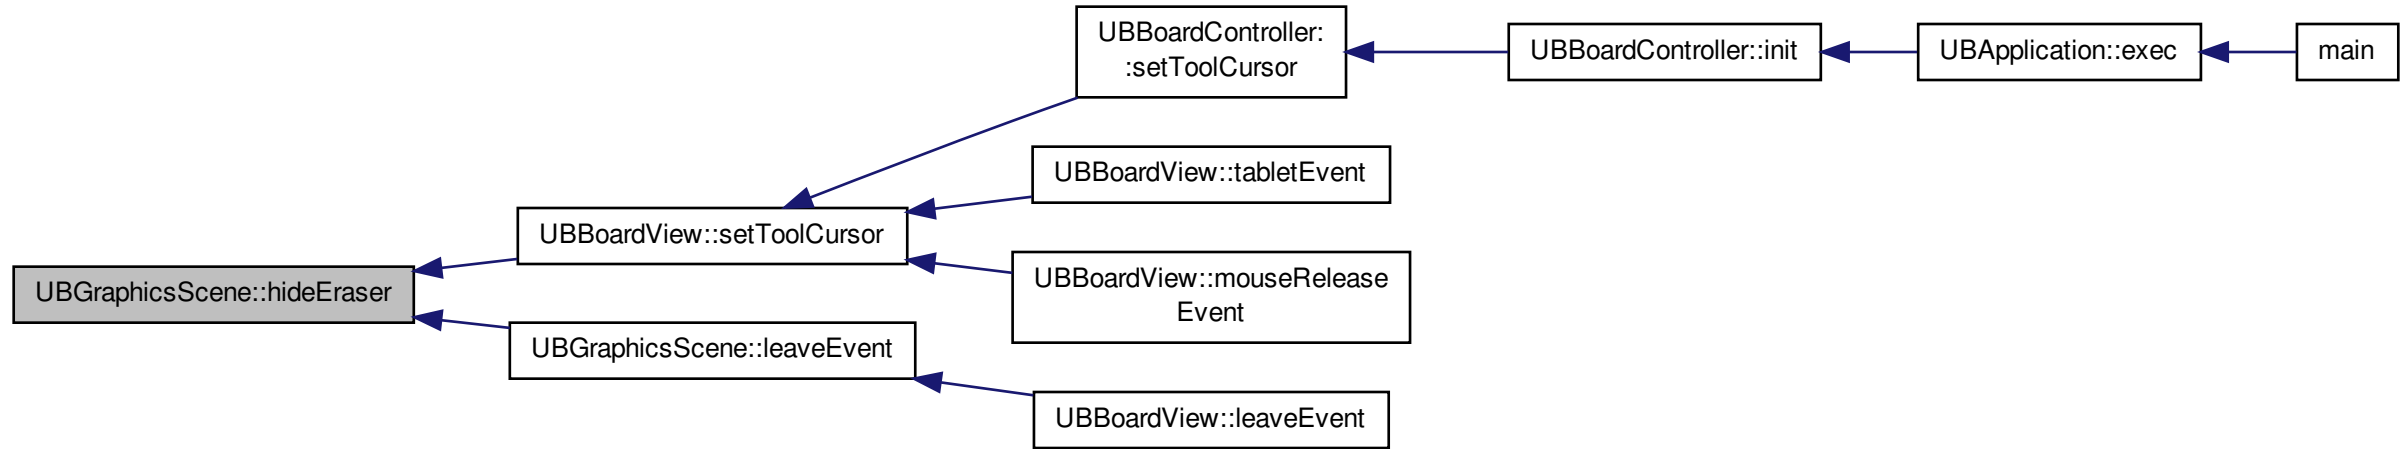 UBBoardController:
:setToolCursor
UBBoardController::init
UBApplication::exec
main
UBBoardView::tabletEvent
UBBoardView::setToolCursor
UBBoardView::mouseRelease
Event
UBGraphicsScene::hideEraser
UBGraphicsScene::leaveEvent
UBBoardView::leaveEvent